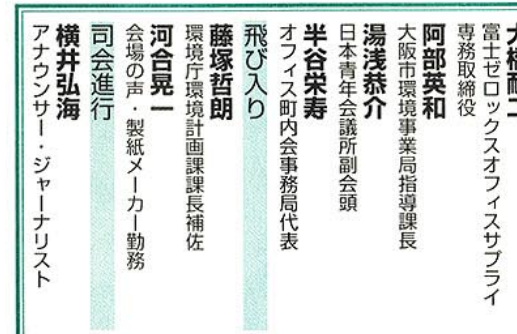 富士ゼロックスオフィスサプライ
専務取締役
阿部英和
大阪市環境事業局指導課長
湯浅恭介
日本青年会議所副会頭
半谷栄寿
オフィス町内会事務局代表
飛び入り
藤塚哲朗
環境庁環境計画課課長補佐
河合晃一
会場の声・製紙メーカー勤務
司会進行
横井弘海
アナウンサー・ジャーナリスト